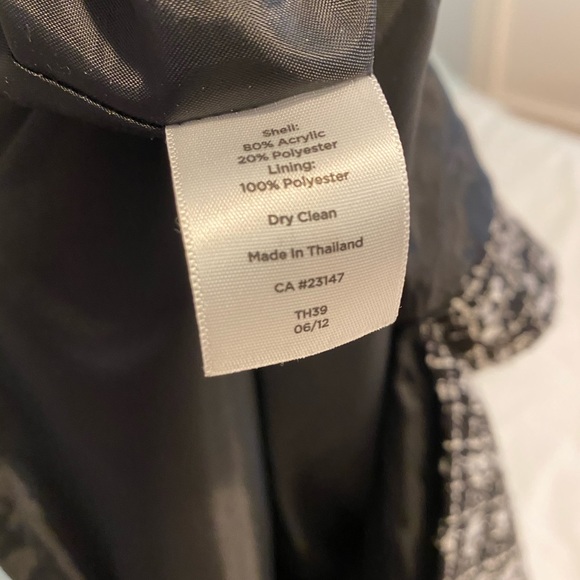 Shell:
80% Acrylic
20% Polyester
Lining:
100% Polyester
Dry Clean
Made In Thailand
CA #23147
TH39
06/12